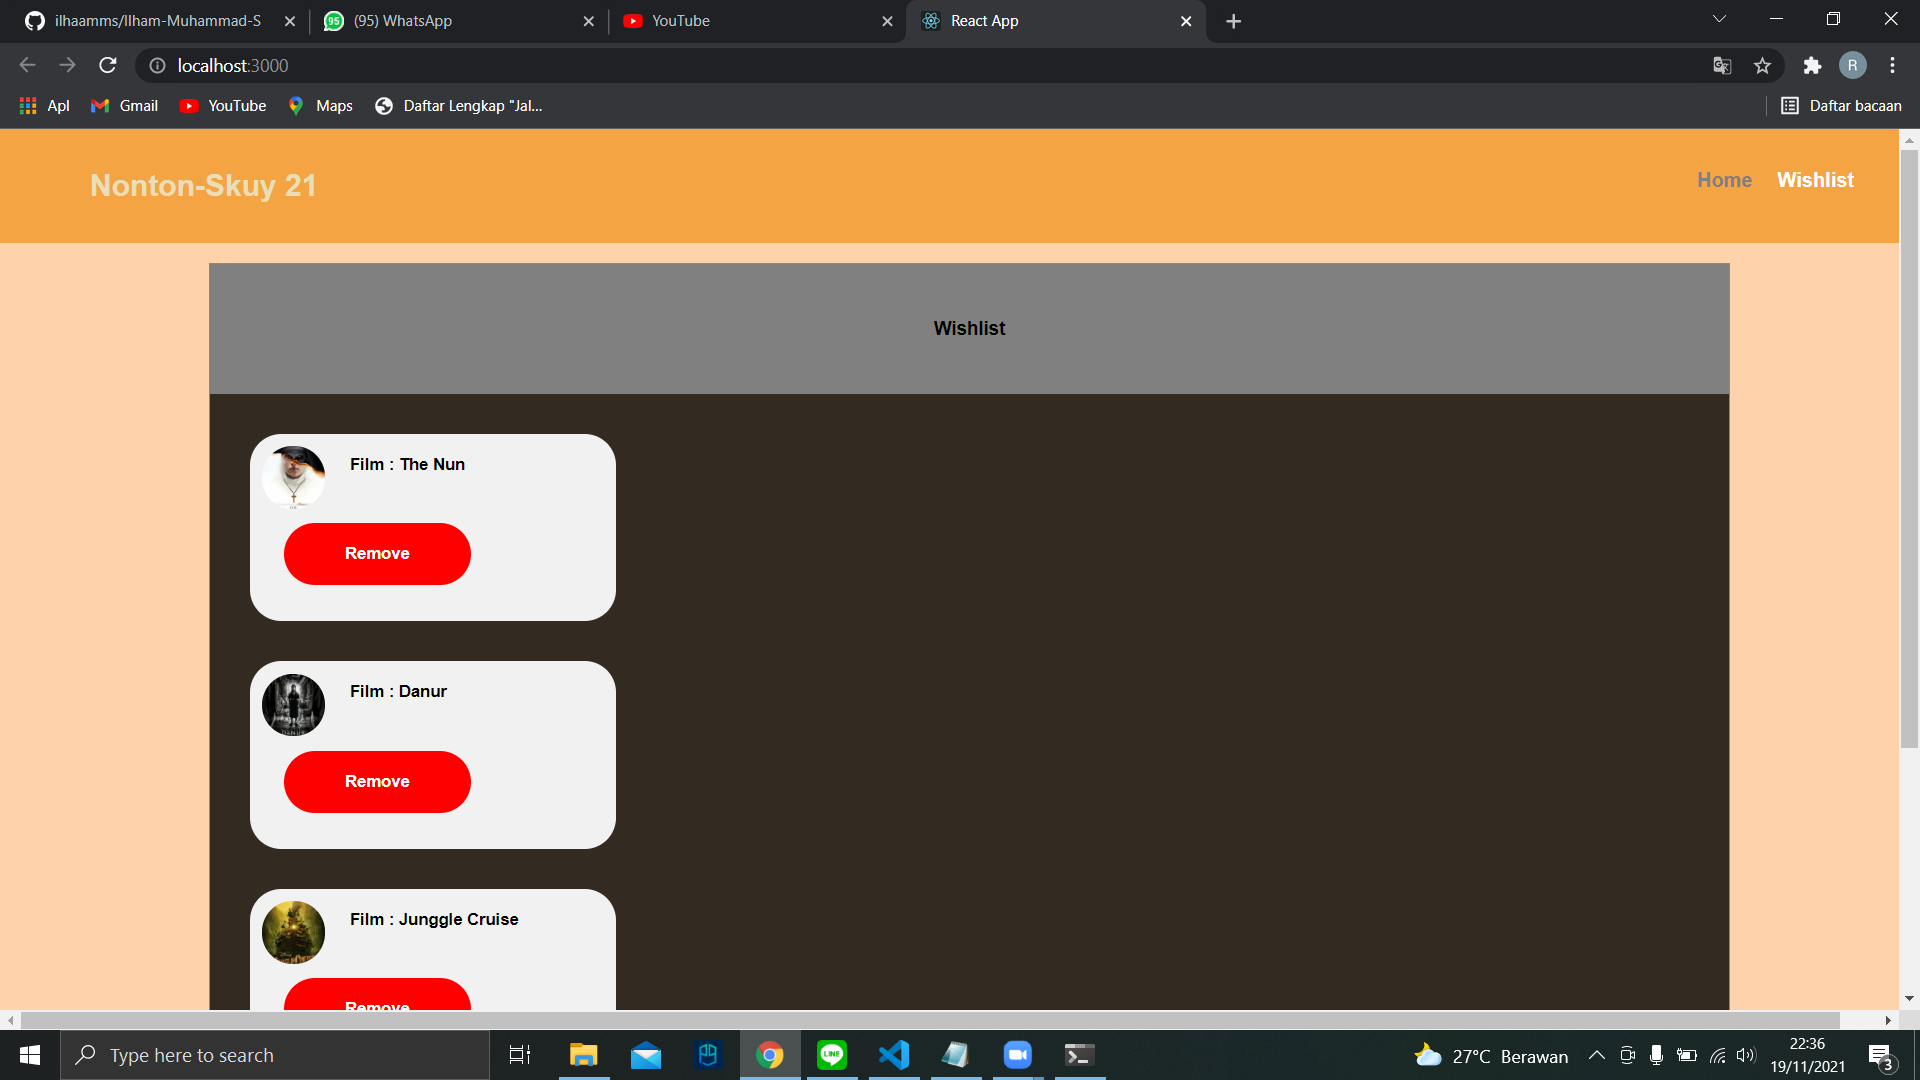 ilhaamms/Ilham-Muhammad-S
95 (95) WhatsApp
YouTube
React App
localhost:3000
R
Apl
Gmail
YouTube
Maps
Daftar Lengkap "Jal...
Daftar bacaan
Nonton-Skuy 21
Home
Wishlist
Wishlist
Film : The Nun
Remove
Film : Danur
Remove
Film : Junggle Cruise
Remove
Type here to search
LINE
27°C Berawan
22:36
19/11/2021
3